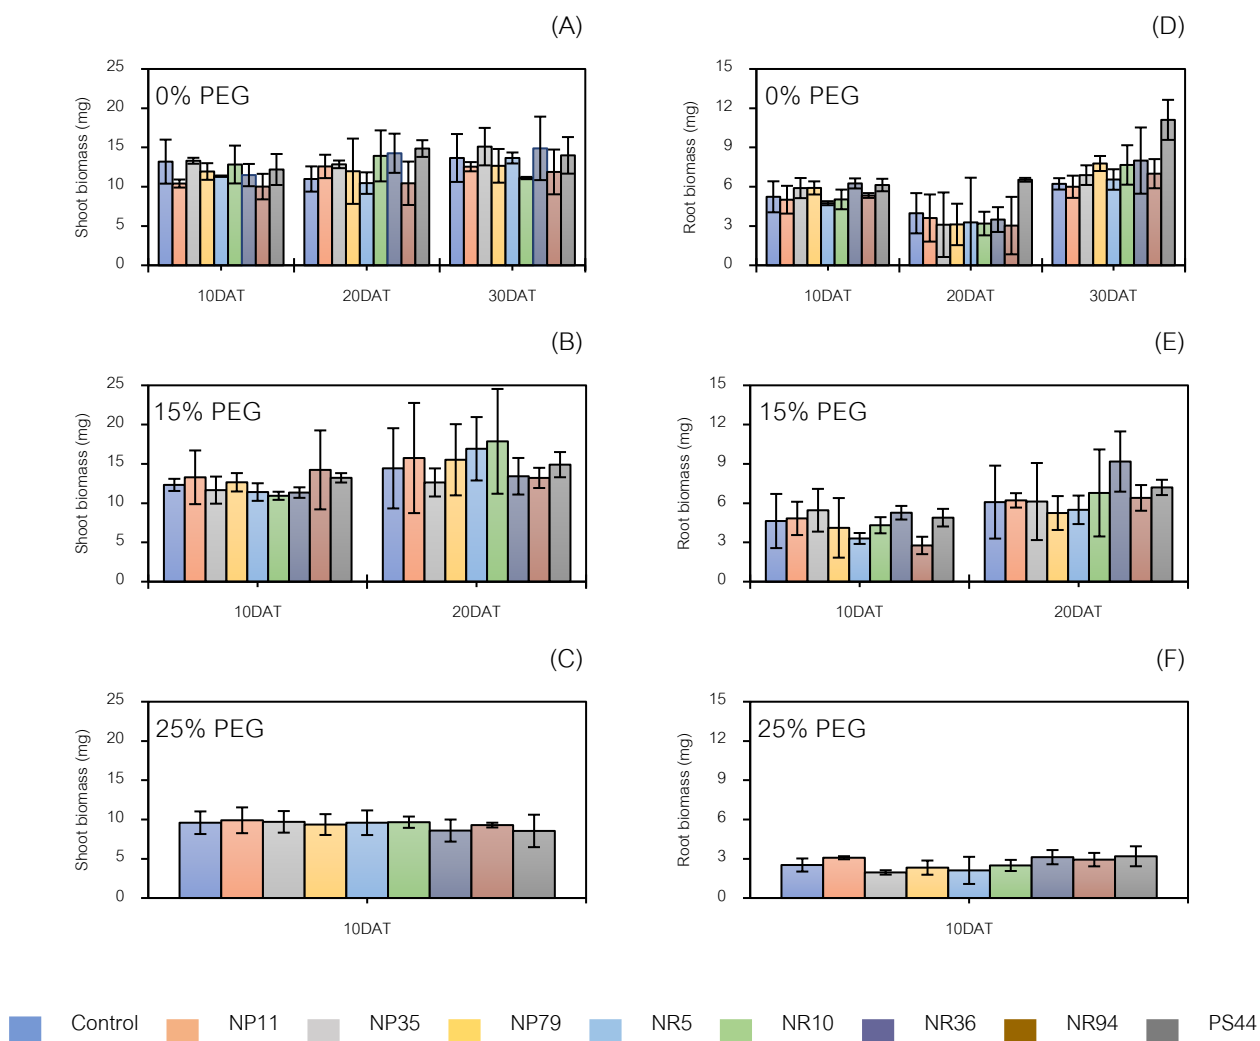 (A)
25
20
15
10
5
0
Shoot biomass (mg)
0% PEG
10DAT 20DAT 30DAT
(D)
15
12
9
6
3
0
Root biomass (mg)
0% PEG
10DAT 20DAT 30DAT
(B)
25
20
15
10
5
0
Shoot biomass (mg)
15% PEG
10DAT 20DAT
(E)
15
12
9
6
3
0
Root biomass (mg)
15% PEG
10DAT 20DAT
(C)
25
20
15
10
5
0
Shoot biomass (mg)
25% PEG
10DAT
(F)
15
12
9
6
3
0
Root biomass (mg)
25% PEG
10DAT
Control NP11 NP35 NP79 NR5 NR10 NR36 NR94 PS44